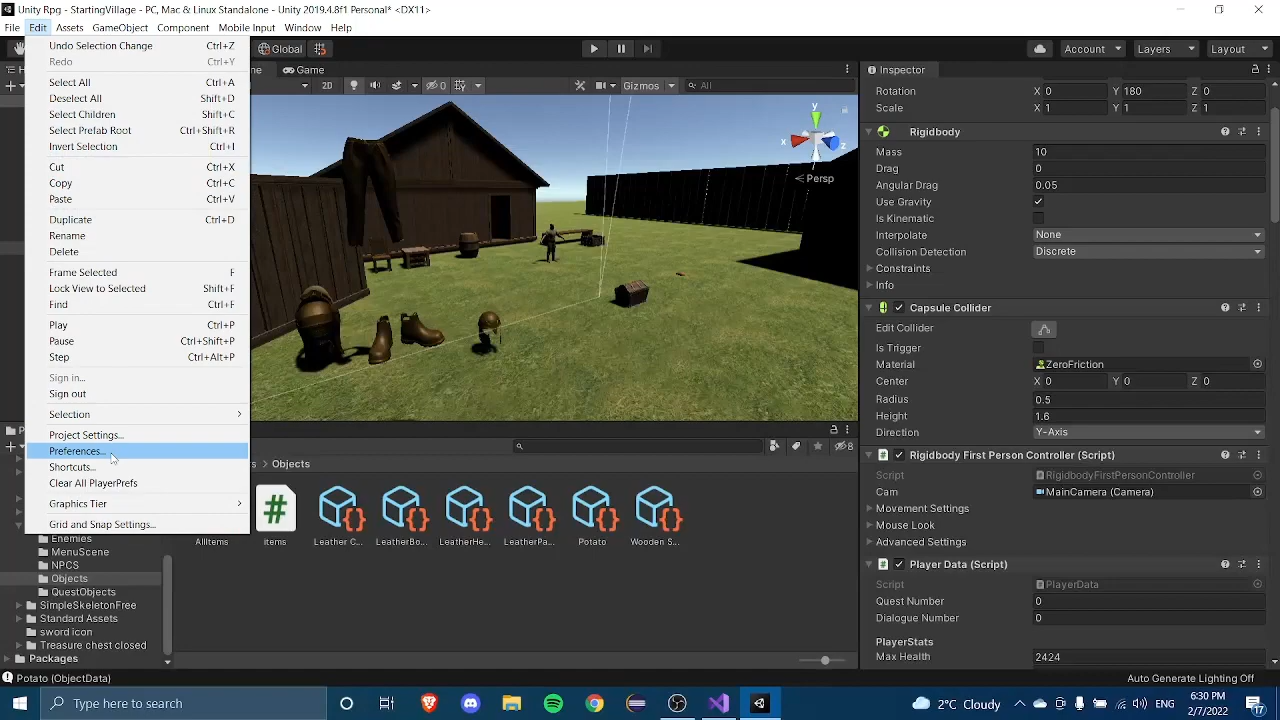 Unity Rpg - StartingVillage - PC, Mac & Linux Standalone - Unity 2019.4.8f1 Personal* <DX11>
File Edit Assets GameObject Component Mobile Input Window Help
Global Account Layers Layout
Game Inspector
2D 0 Gizmos All
Undo Selection Change Ctrl+Z
Redo Ctrl+Y
Select All Ctrl+A
Deselect All Shift+D
Select Children Shift+C
Select Prefab Root Ctrl+Shift+R
Invert Selection Ctrl+I
Cut Ctrl+X
Copy Ctrl+C
Paste Ctrl+V
Duplicate Ctrl+D
Rename
Delete
Frame Selected F
Lock View to Selected Shift+F
Find Ctrl+F
Play Ctrl+P
Pause Ctrl+Shift+P
Step Ctrl+Alt+P
Sign in...
Sign out
Selection
Project Settings...
Preferences...
Shortcuts...
Clear All PlayerPrefs
Graphics Tier
Grid and Snap Settings...
y
x
z
Persp
Rotation X 0 Y 180 Z 0
Scale X 1 Y 1 Z 1
Rigidbody
Mass 10
Drag 0
Angular Drag 0.05
Use Gravity
Is Kinematic
Interpolate None
Collision Detection Discrete
Constraints
Info
Capsule Collider
Edit Collider
Is Trigger
Material ZeroFriction
Center X 0 Y 0 Z 0
Radius 0.5
Height 1.6
Direction Y-Axis
Rigidbody First Person Controller (Script)
Script RigidbodyFirstPersonController
Cam MainCamera (Camera)
Movement Settings
Mouse Look
Advanced Settings
Player Data (Script)
Script PlayerData
Quest Number 0
Dialogue Number 0
PlayerStats
Max Health 2424
8
> Objects
AllItems items Leather C... LeatherBo... LeatherHe... LeatherPa... Potato Wooden S...
Enemies
MenuScene
NPCS
Objects
QuestObjects
SimpleSkeletonFree
Standard Assets
sword icon
Treasure chest closed
Packages
Potato (ObjectData)
Auto Generate Lighting Off
Type here to search
2°C Cloudy
6:30 PM
2/7/2022